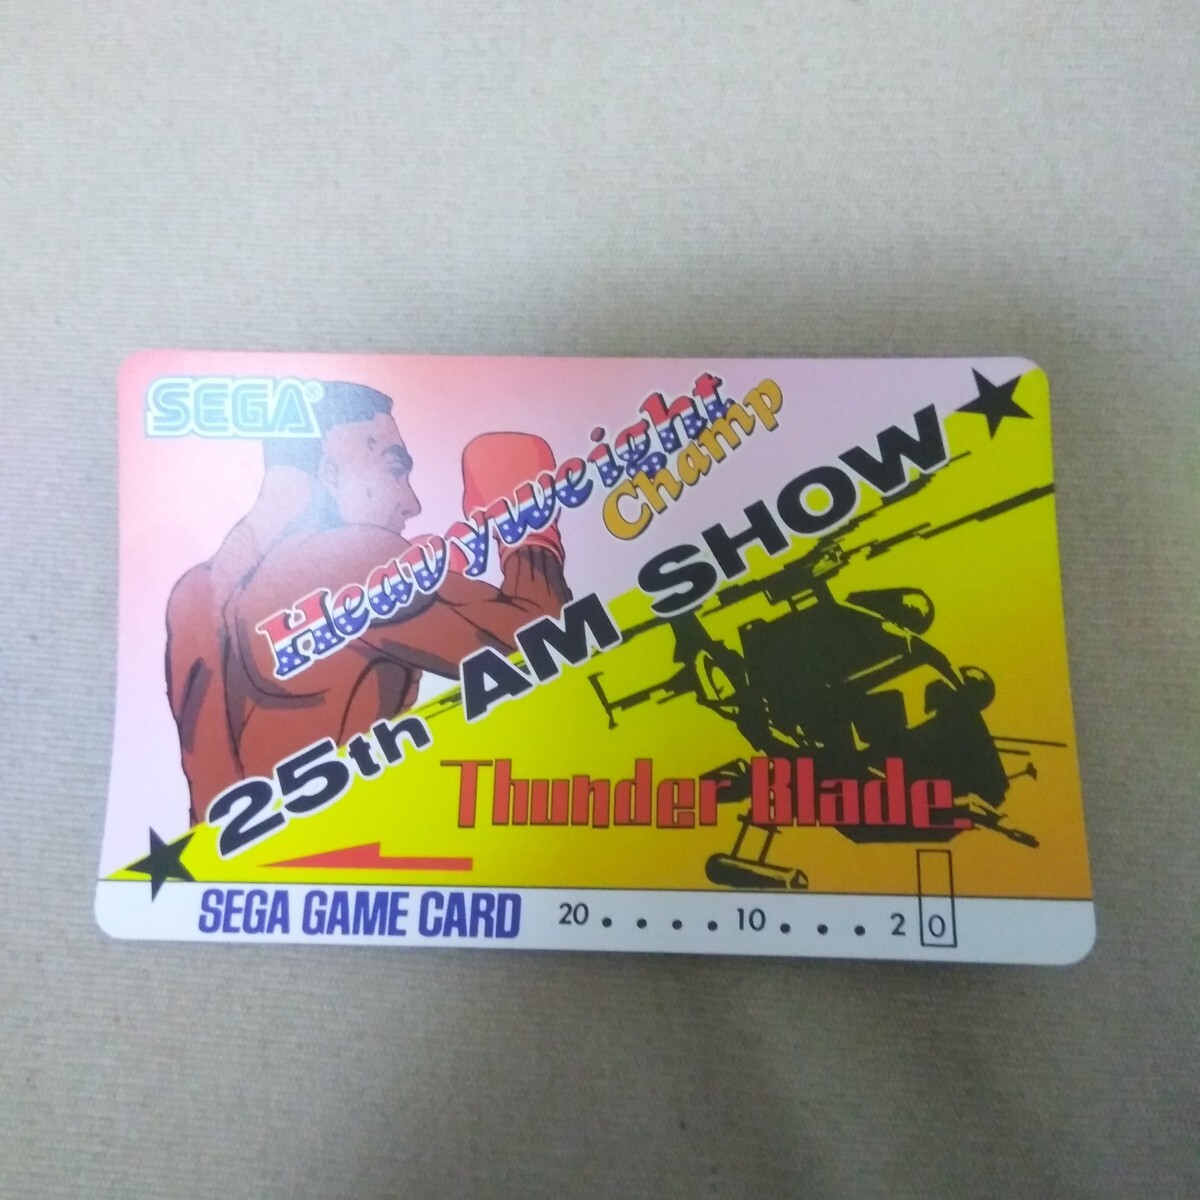 SEGA®
Heavyweight
Champ
25th AM SHOW
Thunder Blade
SEGA GAME CARD 20 • • • • 10 • • • 2 0